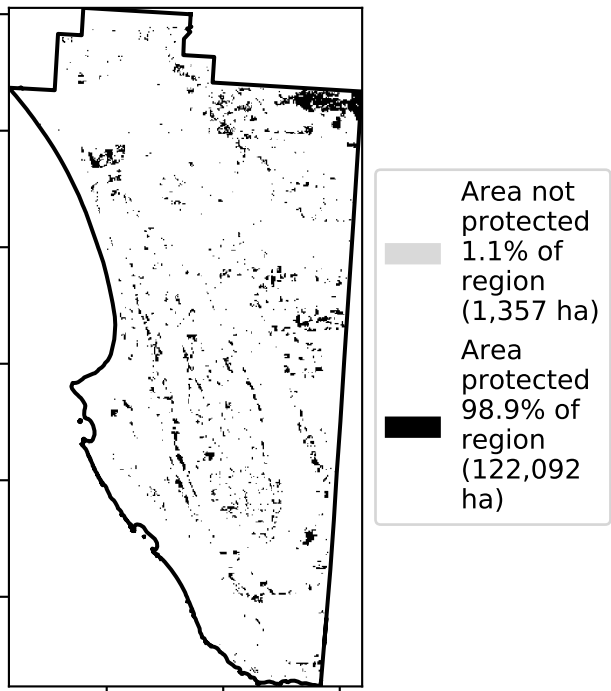 Area not
protected
1.1% of
region
(1,357 ha)
Area
protected
98.9% of
region
(122,092
ha)